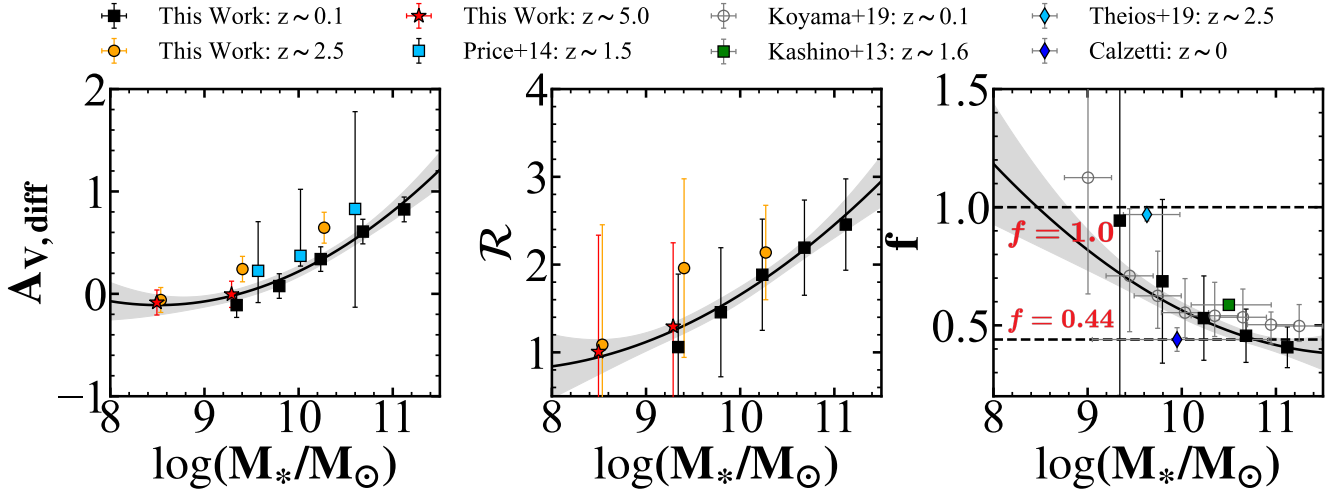 This Work: z ∼ 0.1
This Work: z ∼ 5.0
Koyama+19: z ∼ 0.1
Theios+19: z ∼ 2.5
This Work: z ∼ 2.5
Price+14: z ∼ 1.5
Kashino+13: z ∼ 1.6
Calzetti: z ∼ 0
A_V,diff
2
1
0
−1
8 9 10 11
log(M_*/M_⊙)
ℛ
4
3
2
1
8 9 10 11
log(M_*/M_⊙)
f
1.5
1.0
0.5
f = 1.0
f = 0.44
8 9 10 11
log(M_*/M_⊙)